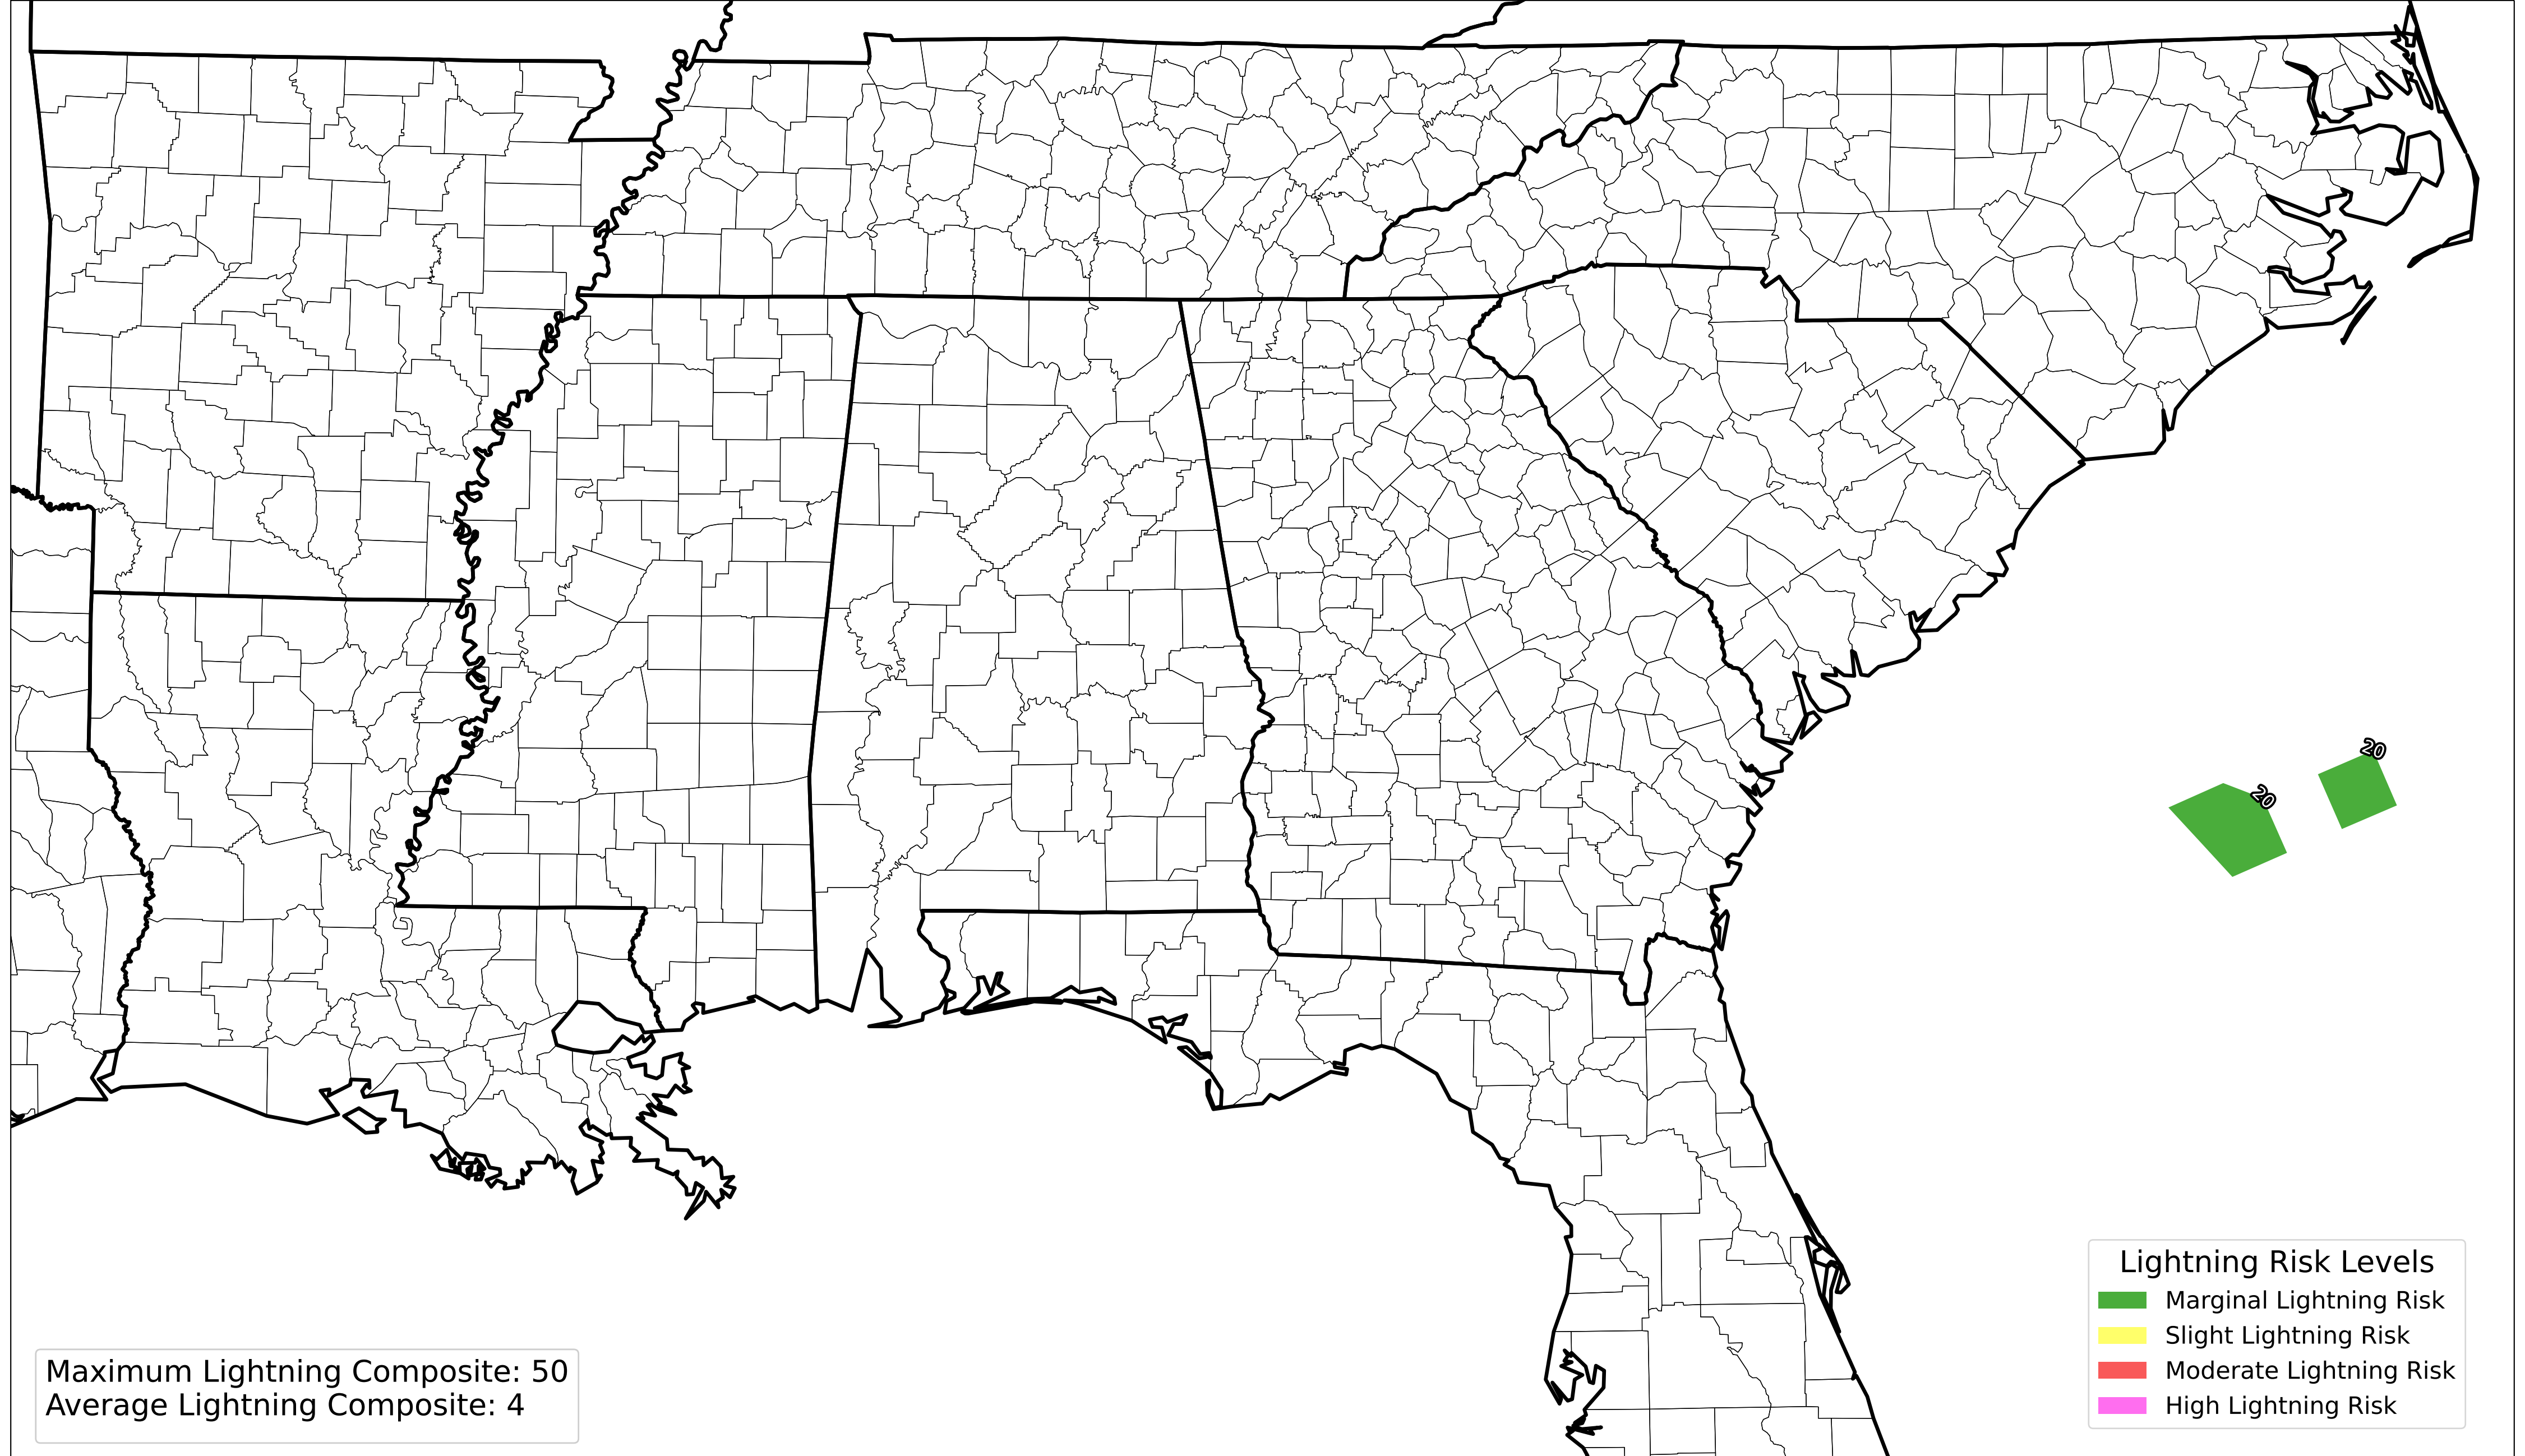 20
20
Lightning Risk Levels
Marginal Lightning Risk
Slight Lightning Risk
Moderate Lightning Risk
High Lightning Risk
Maximum Lightning Composite: 50
Average Lightning Composite: 4